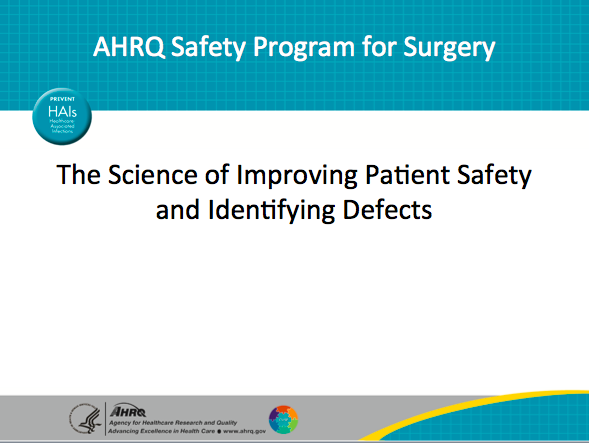 AHRQ Safety Program for Surgery
PREVENT
HAIs
Healthcare-
Associated
Infections
The Science of Improving Patient Safety
and Identifying Defects
AHRQ
Agency for Healthcare Research and Quality
Advancing Excellence in Health Care ● www.ahrq.gov